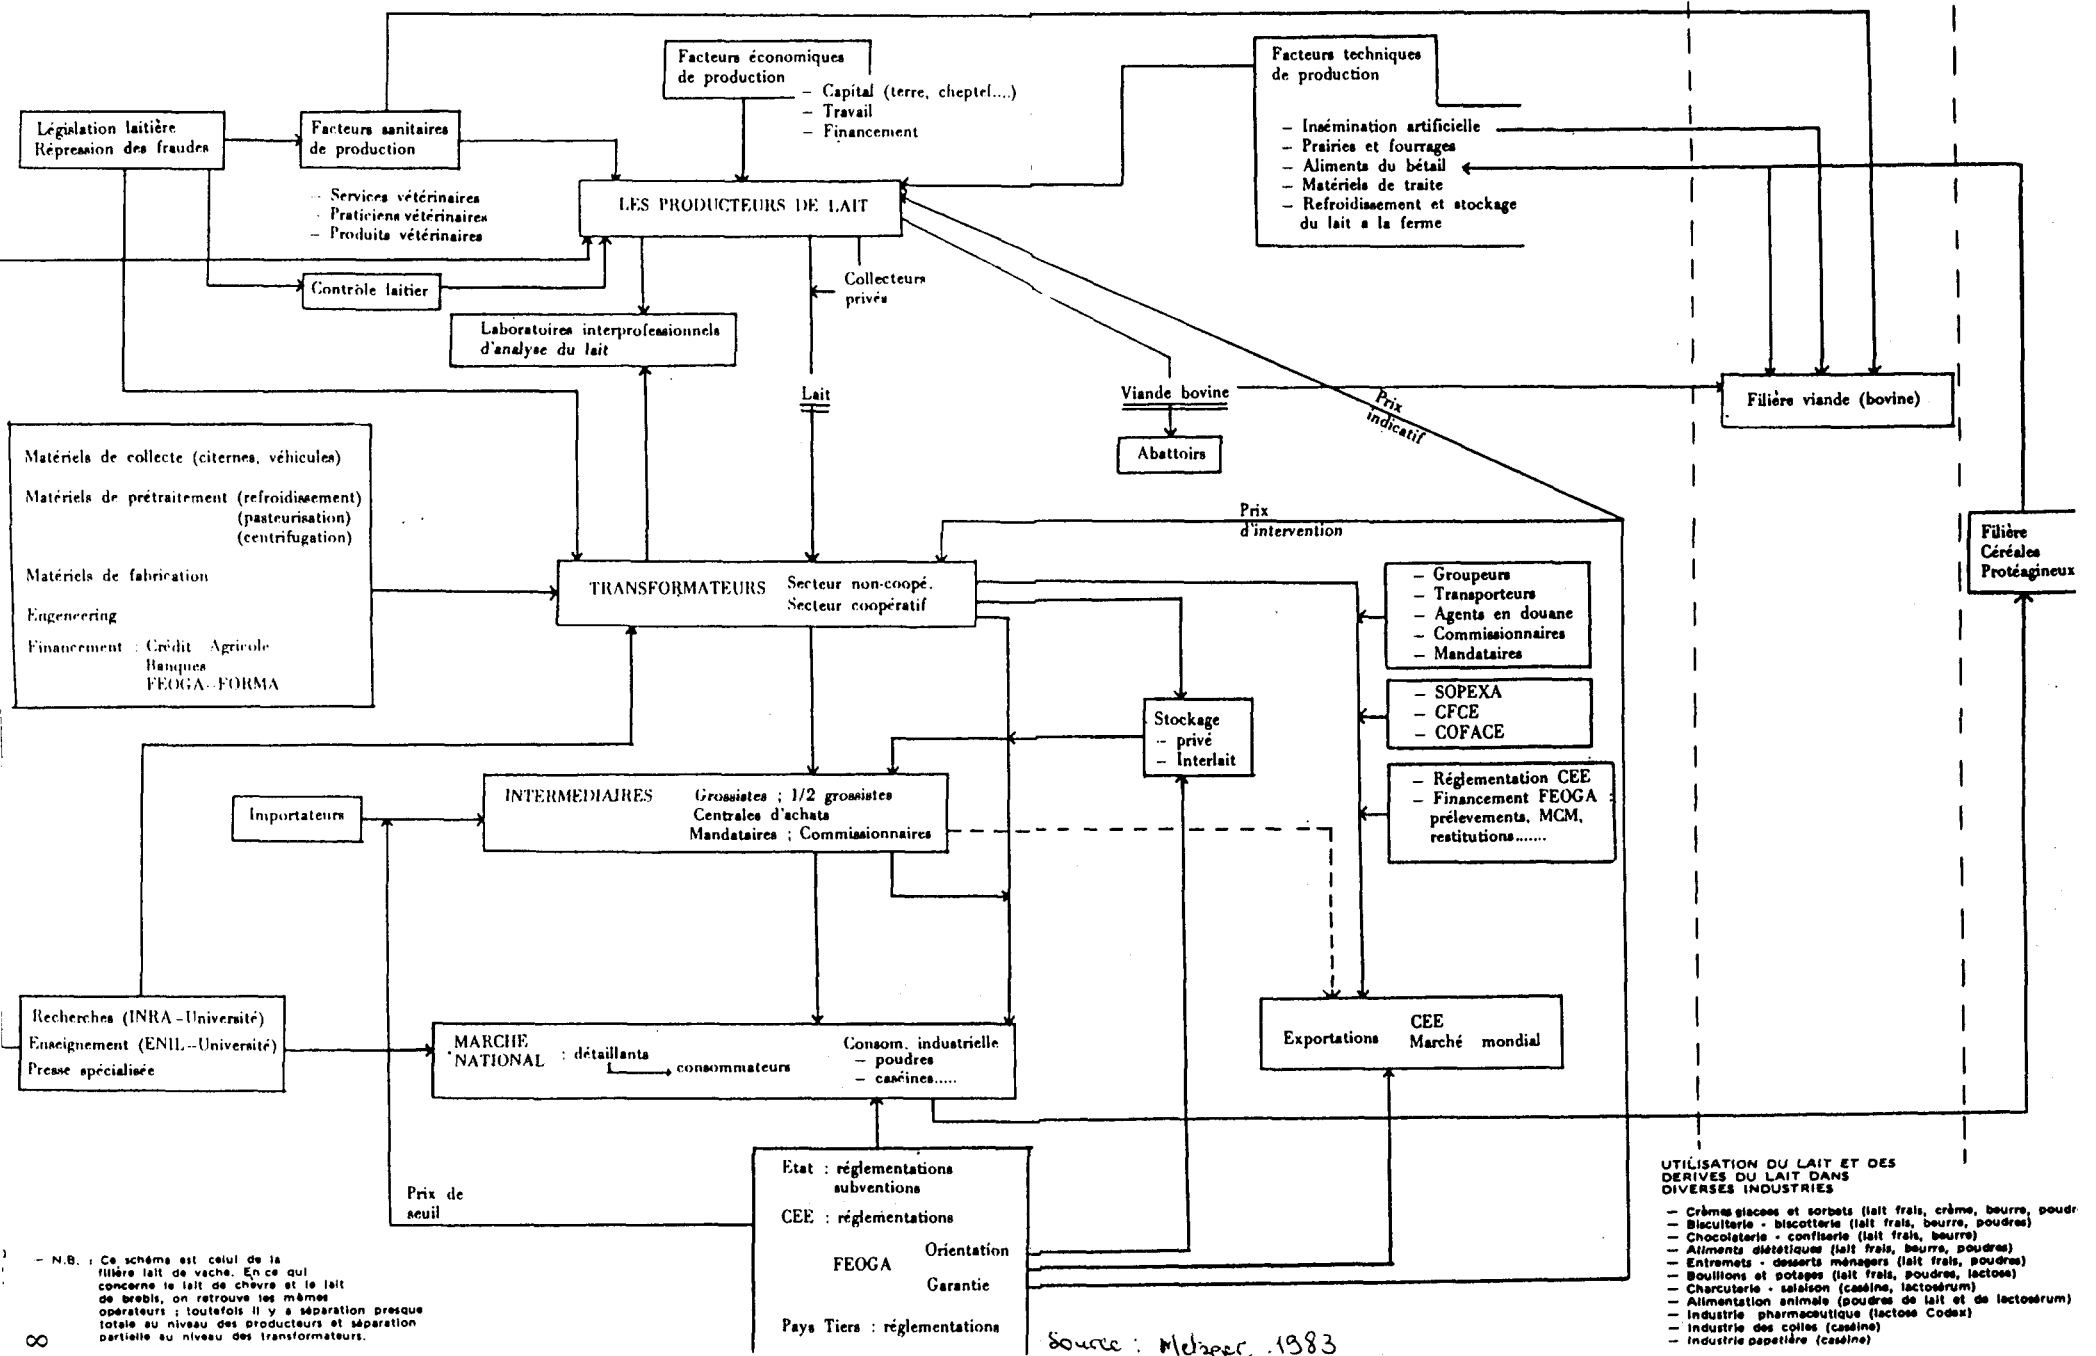 Facteurs économiques
de production
– Capital (terre, cheptel....)
– Travail
– Financement
Facteurs techniques
de production
– Insémination artificielle
– Prairies et fourrages
– Aliments du bétail
– Matériels de traite
– Refroidissement et stockage
du lait a la ferme
Législation laitière
Répression des fraudes
Facteurs sanitaires
de production
– Services vétérinaires
– Praticiens vétérinaires
– Produits vétérinaires
LES PRODUCTEURS DE LAIT
Contrôle laitier
Collecteurs
privés
Laboratoires interprofessionnels
d'analyse du lait
Lait
Viande bovine
Abattoirs
Prix
indicatif
Filière viande (bovine)
Matériels de collecte (citernes, véhicules)
Matériels de prétraitement (refroidissement)
(pasteurisation)
(centrifugation)
Matériels de fabrication
Engeneering
Financement : Crédit Agricole
Banques
FEOGA–FORMA
Prix
d'intervention
TRANSFORMATEURS Secteur non-coopé.
Secteur coopératif
– Groupeurs
– Transporteurs
– Agents en douane
– Commissionnaires
– Mandataires
Filière
Céréales
Protéagineux
– SOPEXA
– CFCE
– COFACE
Stockage
– privé
– Interlait
– Réglementation CEE
– Financement FEOGA :
prélevements, MCM,
restitutions.......
Importateurs
INTERMEDIAIRES Grossistes ; 1/2 grossistes
Centrales d'achats
Mandataires ; Commissionnaires
Recherches (INRA–Université)
Enseignement (ENIL–Université)
Presse spécialisée
MARCHE
NATIONAL : détaillants
consommateurs
Consom. industrielle
– poudres
– caséines.....
Exportations CEE
Marché mondial
Prix de
seuil
Etat : réglementations
subventions
CEE : réglementations
FEOGA Orientation
Garantie
Pays Tiers : réglementations
– N.B. : Ce schéma est celui de la
filière lait de vache. En ce qui
concerne le lait de chèvre et le lait
de brebis, on retrouve les mêmes
opérateurs ; toutefois il y a séparation presque
totale au niveau des producteurs et séparation
partielle au niveau des transformateurs.
∞
Source : 1983
UTILISATION DU LAIT ET DES
DERIVES DU LAIT DANS
DIVERSES INDUSTRIES
– Crèmes glacees et sorbets (lait frais, crème, beurre, poudr
– Biscuiterie - biscotterie (lait frais, beurre, poudres)
– Chocolaterie - confiserie (lait frais, beurre)
– Aliments diététiques (lait frais, beurre, poudres)
– Entremets - desserts ménagers (lait frais, poudres)
– Bouillons et potages (lait frais, poudres, lactose)
– Charcuterie - salaison (caséine, lactosérum)
– Alimentation animale (poudres de lait et de lactosérum)
– Industrie pharmaceutique (lactose Codex)
– Industrie des colles (caséine)
– Industrie papetière (caséine)